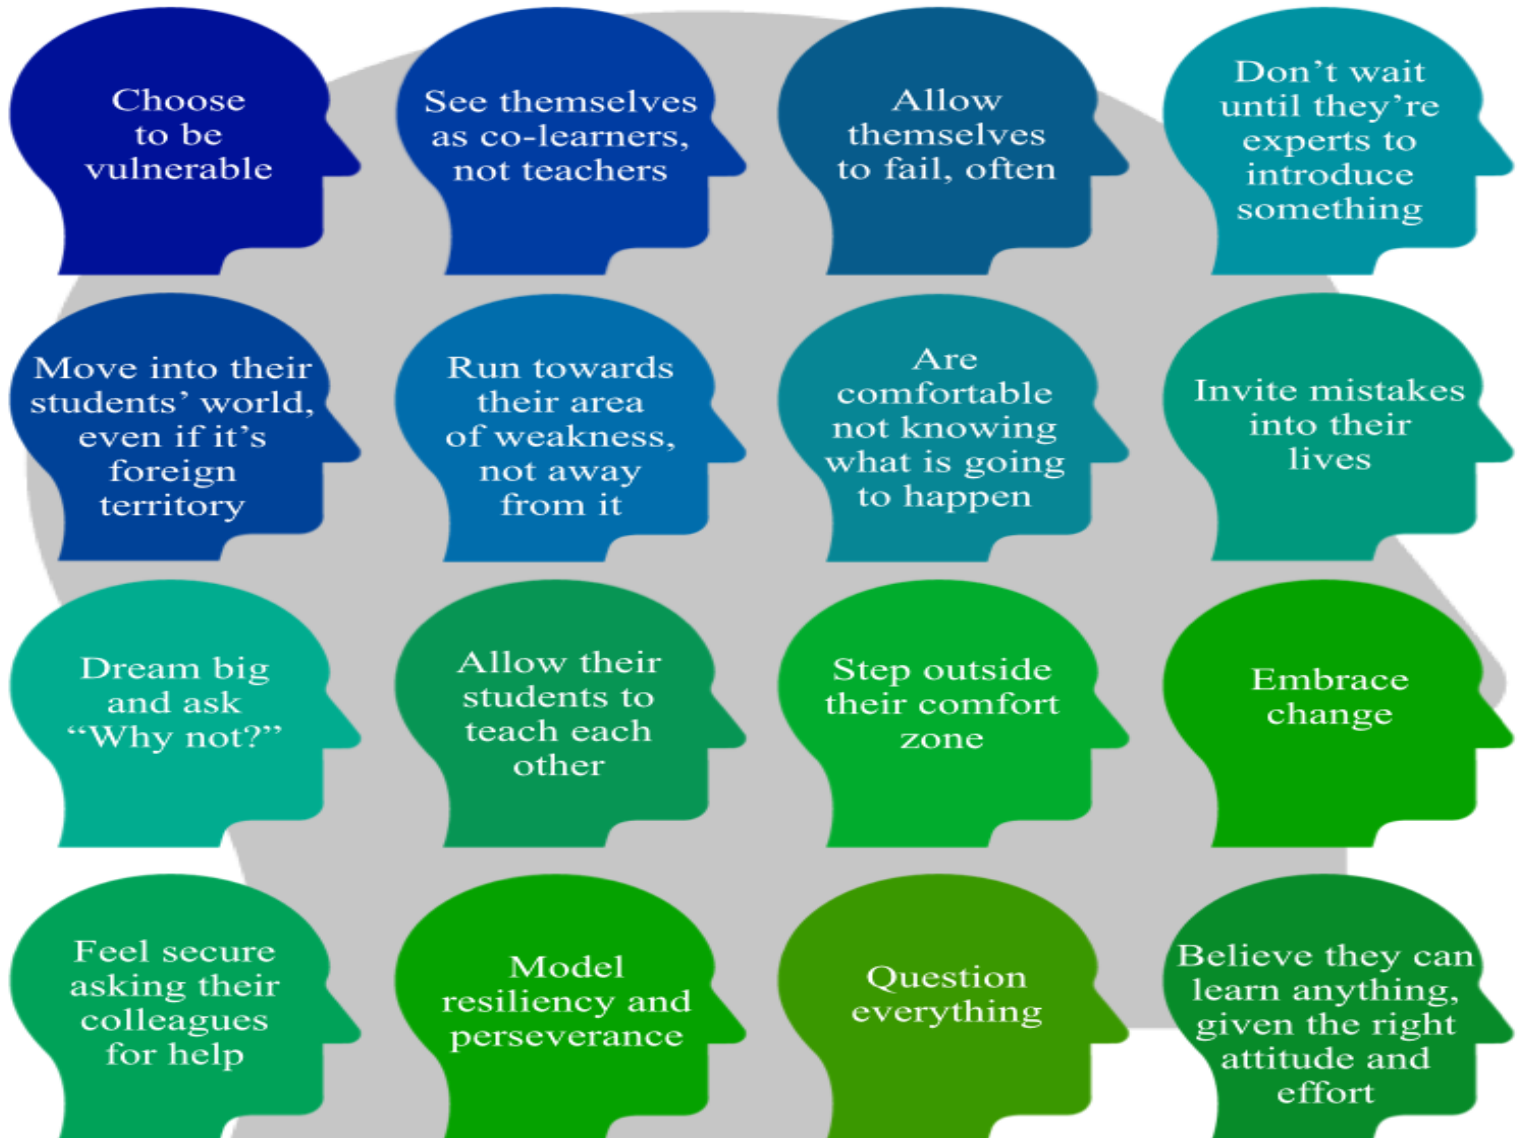 Choose
to be
vulnerable
See themselves
as co-learners,
not teachers
Allow
themselves
to fail, often
Don’t wait
until they’re
experts to
introduce
something
Move into their
students’ world,
even if it’s
foreign
territory
Run towards
their area
of weakness,
not away
from it
Are
comfortable
not knowing
what is going
to happen
Invite mistakes
into their
lives
Dream big
and ask
“Why not?”
Allow their
students to
teach each
other
Step outside
their comfort
zone
Embrace
change
Feel secure
asking their
colleagues
for help
Model
resiliency and
perseverance
Question
everything
Believe they can
learn anything,
given the right
attitude and
effort